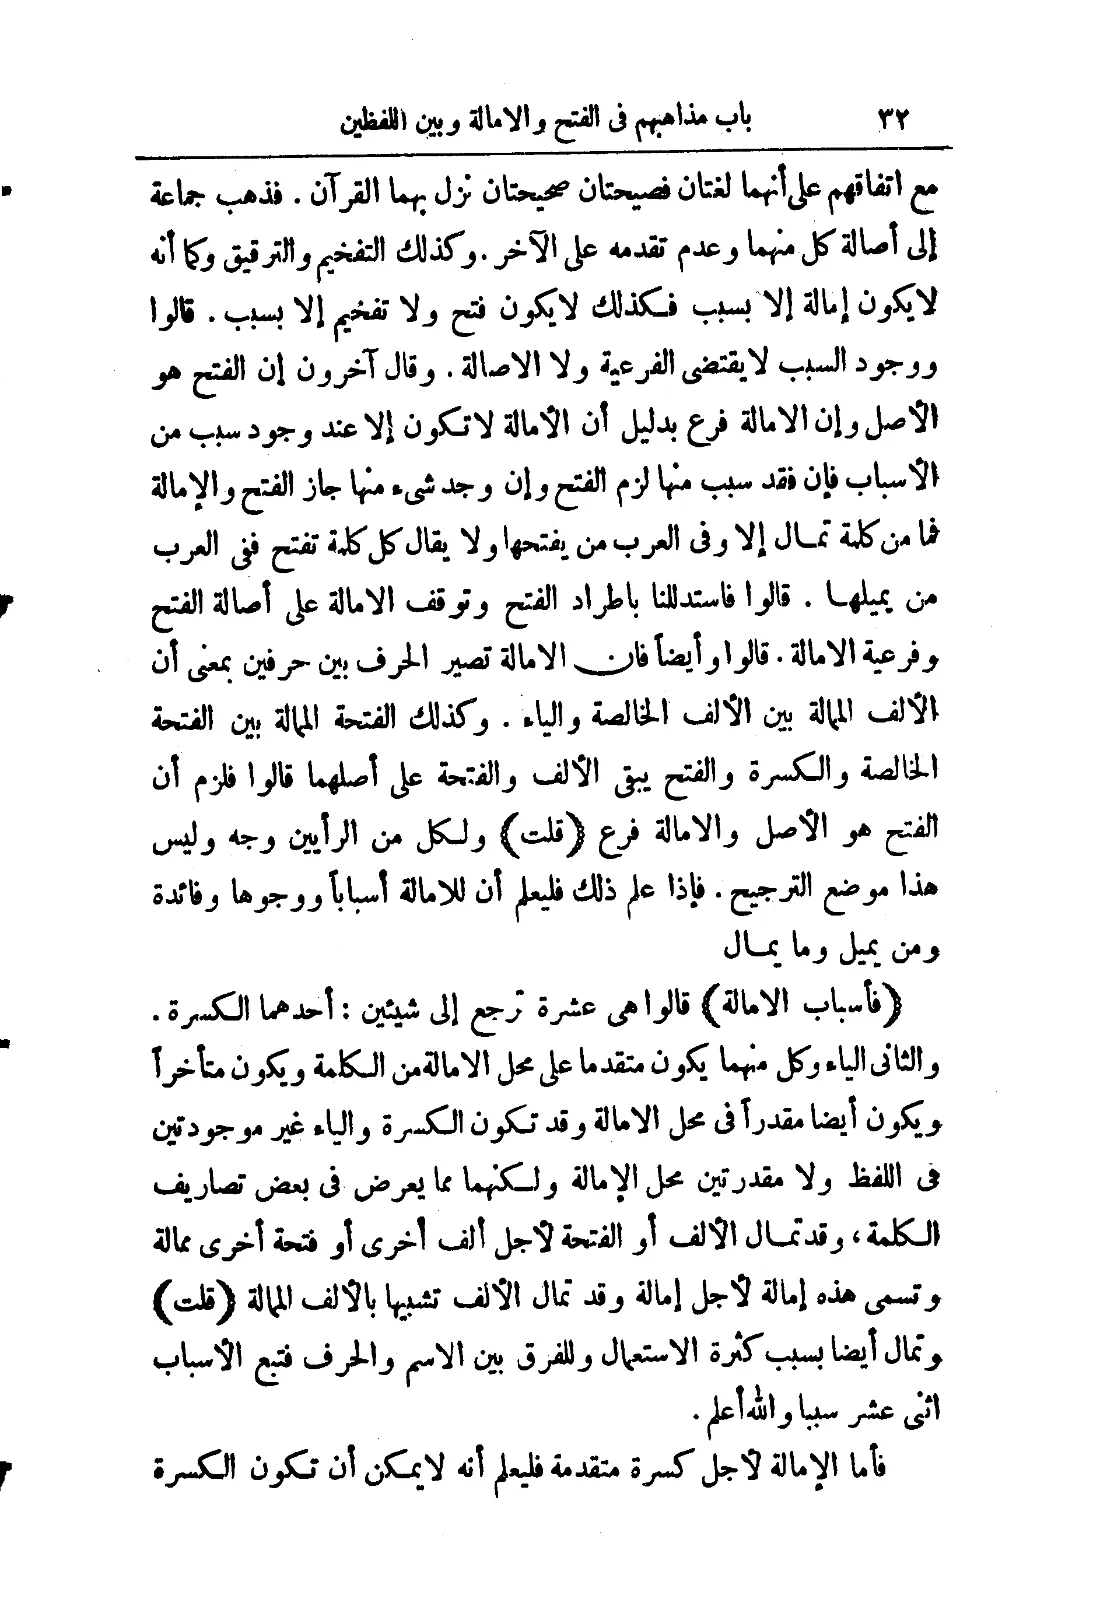 ٣٢ باب مذاهبهم فى الفتح والامالة وبين اللفظين
مع اتفاقهم على أنهما لغتان فصيحتان صحيحتان نزل بهما القرآن . فذهب جماعة
إلى أصالة كل منهما وعدم تقدمه على الآخر . وكذلك التفخيم والترقيق وكما أنه
لايكون إمالة إلا بسبب فكذلك لايكون فتح ولا تفخيم إلا بسبب . قالوا
ووجود السبب لايقتضى الفرعية ولا الاصالة . وقال آخرون إن الفتح هو
الأصل وإن الامالة فرع بدليل أن الأمالة لاتكون إلا عند وجود سبب من
الأسباب فإن فقد سبب منها لزم الفتح وإن وجد شىء منها جاز الفتح والإمالة
فما من كلمة تمال إلا وفى العرب من يفتحها ولا يقال كل كلمة تفتح ففى العرب
من يميلها . قالوا فاستدللنا باطراد الفتح وتوقف الامالة على أصالة الفتح
وفرعية الامالة . قالوا وأيضاً فان الامالة تصير الحرف بين حرفين بمعنى أن
الألف الممالة بين الألف الخالصة والياء . وكذلك الفتحة الممالة بين الفتحة
الخالصة والكسرة والفتح يبقى الألف والفتحة على أصلهما قالوا فلزم أن
الفتح هو الأصل والامالة فرع (قلت) ولكل من الرأيين وجه وليس
هذا موضع الترجيح . فإذا علم ذلك فليعلم أن للامالة أسباباً ووجوها وفائدة
ومن يميل وما يمال
(فأسباب الامالة) قالوا هى عشرة ترجع إلى شيئين : أحدهما الكسرة .
والثانى الياء وكل منهما يكون متقدما على محل الامالة من الكلمة ويكون متأخراً
ويكون أيضا مقدراً فى محل الامالة وقد تكون الكسرة والياء غير موجودتين
فى اللفظ ولا مقدرتين محل الإمالة ولكنهما مما يعرض فى بعض تصاريف
الكلمة ، وقد تمال الألف أو الفتحة لأجل ألف أخرى أو فتحة أخرى ممالة
وتسمى هذه إمالة لأجل إمالة وقد تمال الألف تشبيها بالألف الممالة (قلت)
وتمال أيضا بسبب كثرة الاستعمال وللفرق بين الاسم والحرف فتبع الأسباب
اثنى عشر سببا والله أعلم .
فأما الإمالة لأجل كسرة متقدمة فليعلم أنه لايمكن أن تكون الكسرة